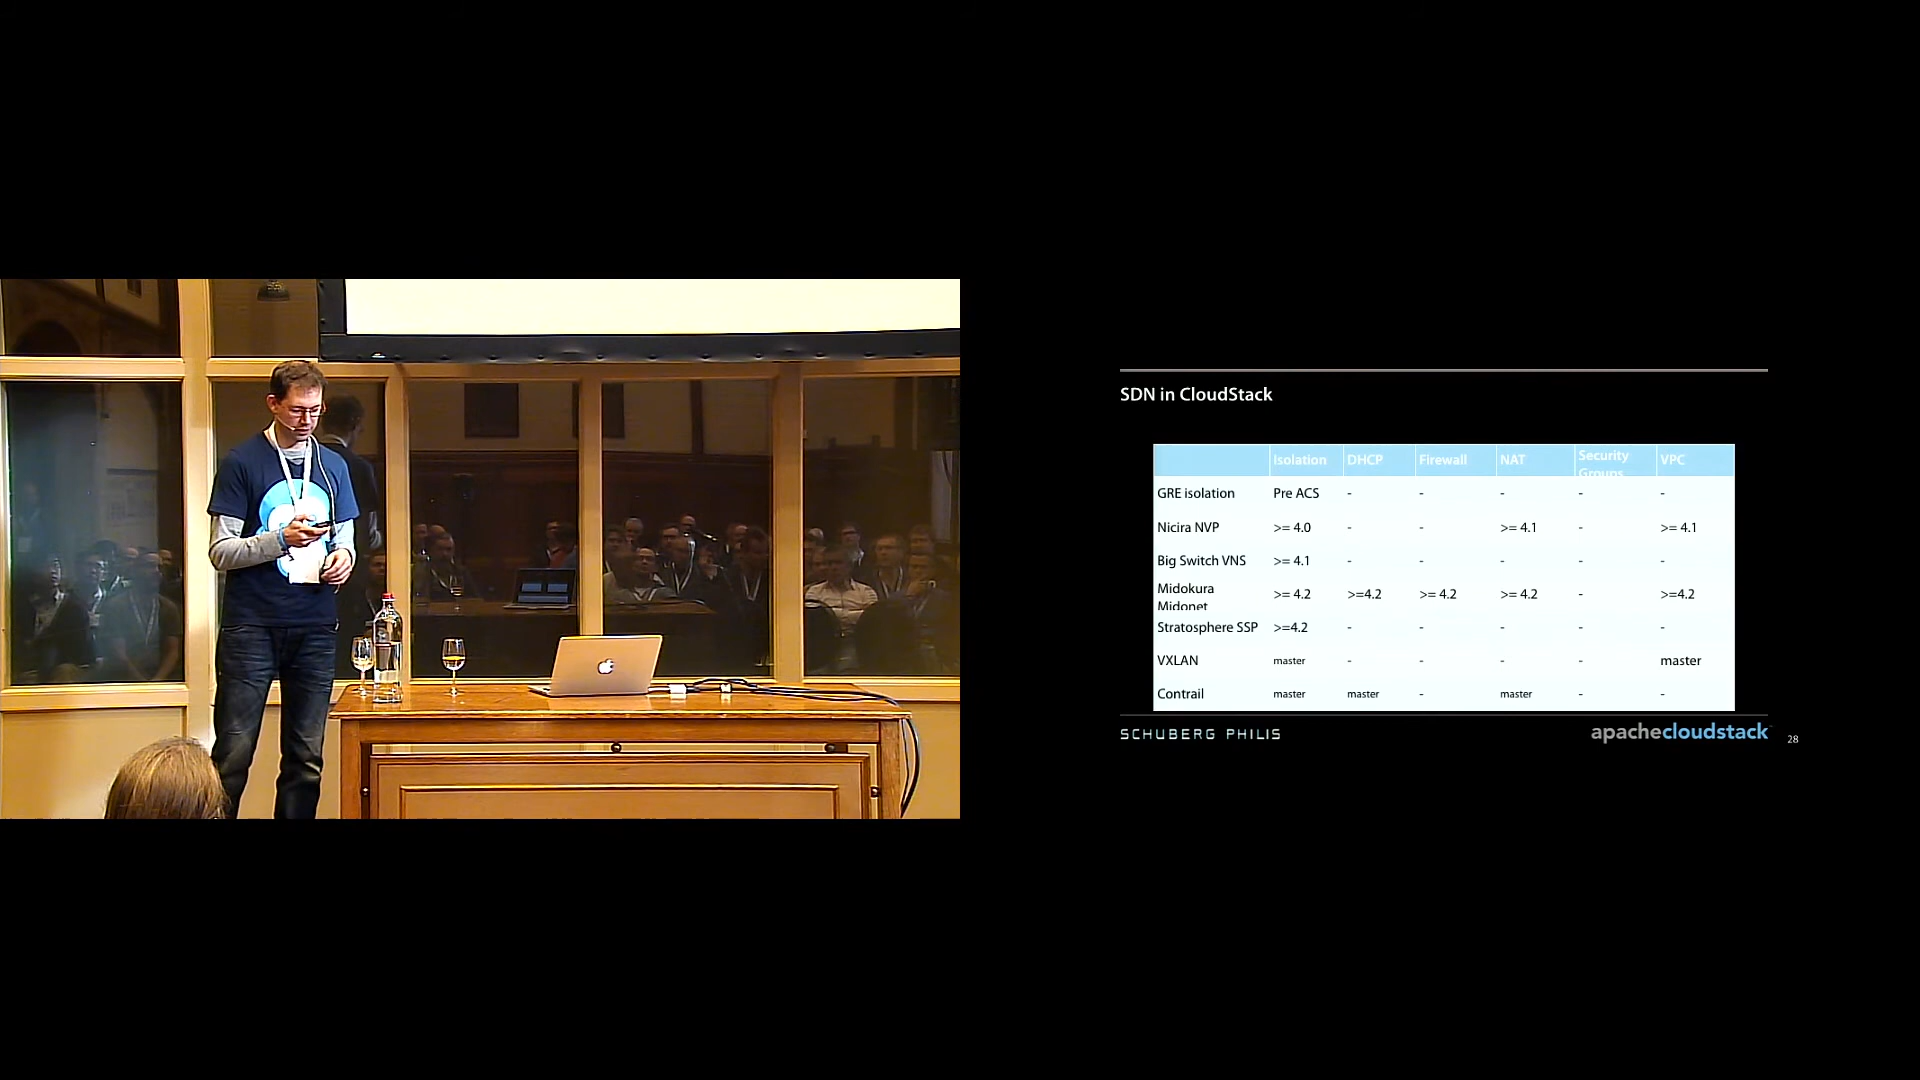 SDN in CloudStack
Isolation DHCP Firewall NAT Security Groups VPC
GRE isolation Pre ACS - - - - -
Nicira NVP >= 4.0 - - >= 4.1 - >= 4.1
Big Switch VNS >= 4.1 - - - - -
Midokura Midonet >= 4.2 >=4.2 >= 4.2 >= 4.2 - >=4.2
Stratosphere SSP >=4.2 - - - - -
VXLAN master - - - - master
Contrail master master - master - -
SCHUBERG PHILIS
apachecloudstack
28